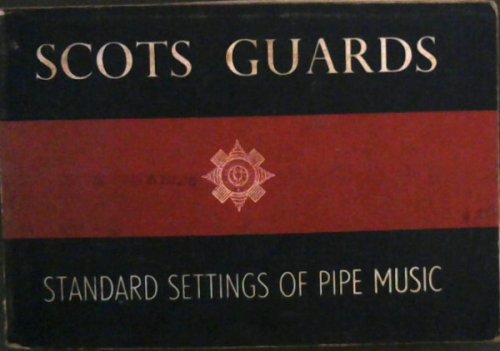 SCOTS GUARDS
STANDARD SETTINGS OF PIPE MUSIC